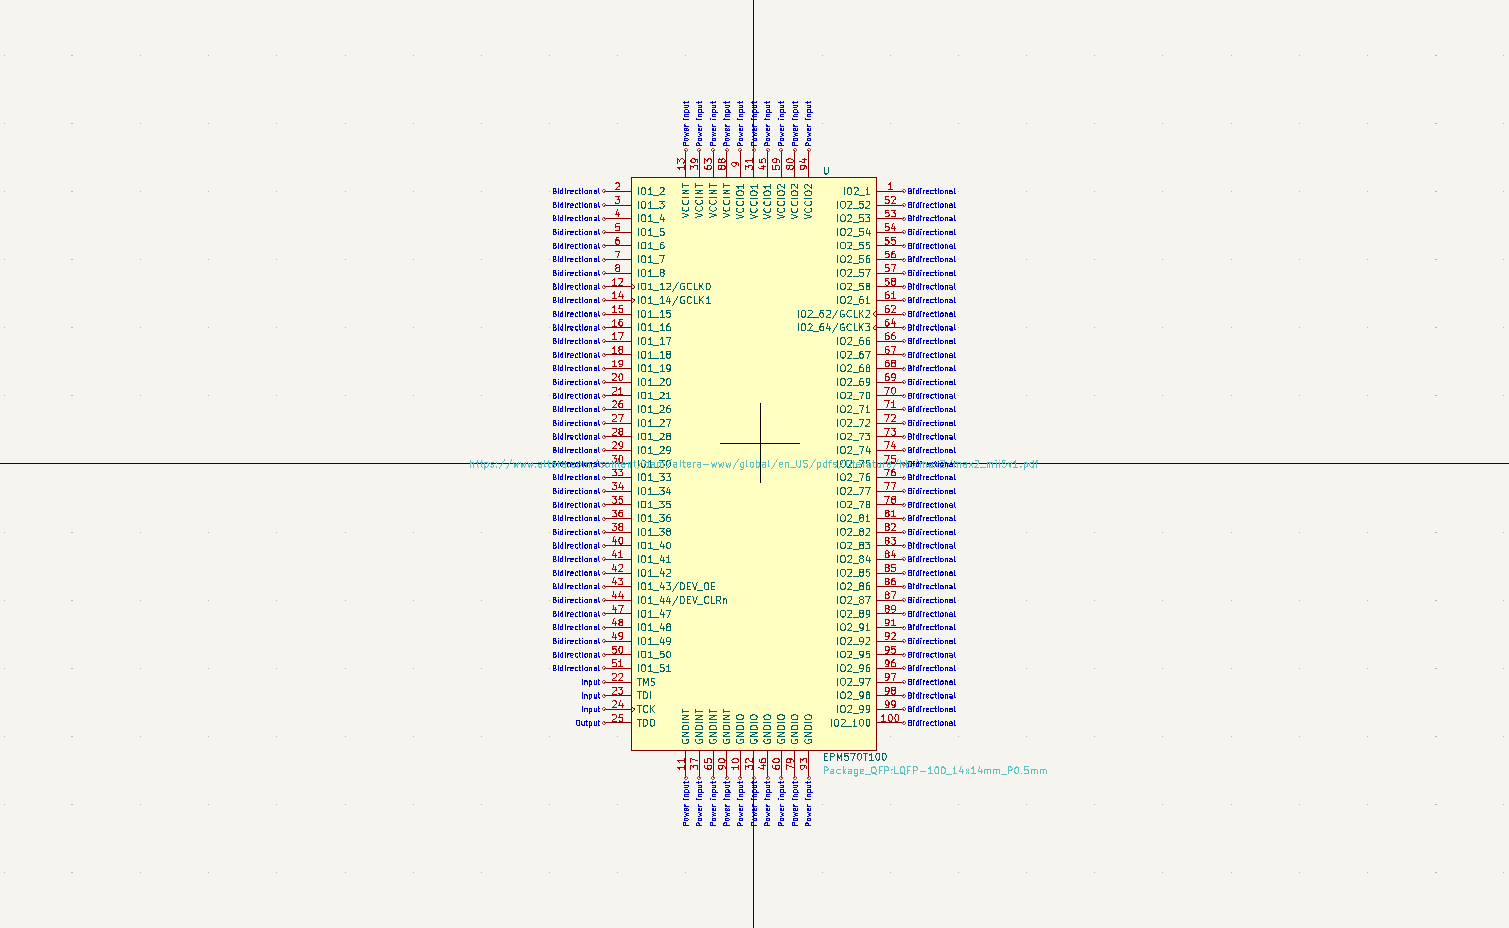 Power Input Power Input Power Input Power Input Power Input Power Input Power Input Power Input Power Input Power Input
13 39 63 88 9 31 45 59 80 94
U
VCCINT VCCINT VCCINT VCCINT VCCIO1 VCCIO1 VCCIO1 VCCIO2 VCCIO2 VCCIO2
Bidirectional 2 IO1_2 IO2_1 1 Bidirectional
Bidirectional 3 IO1_3 IO2_52 52 Bidirectional
Bidirectional 4 IO1_4 IO2_53 53 Bidirectional
Bidirectional 5 IO1_5 IO2_54 54 Bidirectional
Bidirectional 6 IO1_6 IO2_55 55 Bidirectional
Bidirectional 7 IO1_7 IO2_56 56 Bidirectional
Bidirectional 8 IO1_8 IO2_57 57 Bidirectional
Bidirectional 12 IO1_12/GCLK0 IO2_58 58 Bidirectional
Bidirectional 14 IO1_14/GCLK1 IO2_61 61 Bidirectional
Bidirectional 15 IO1_15 IO2_62/GCLK2 62 Bidirectional
Bidirectional 16 IO1_16 IO2_64/GCLK3 64 Bidirectional
Bidirectional 17 IO1_17 IO2_66 66 Bidirectional
Bidirectional 18 IO1_18 IO2_67 67 Bidirectional
Bidirectional 19 IO1_19 IO2_68 68 Bidirectional
Bidirectional 20 IO1_20 IO2_69 69 Bidirectional
Bidirectional 21 IO1_21 IO2_70 70 Bidirectional
Bidirectional 26 IO1_26 IO2_71 71 Bidirectional
Bidirectional 27 IO1_27 IO2_72 72 Bidirectional
Bidirectional 28 IO1_28 IO2_73 73 Bidirectional
Bidirectional 29 IO1_29 IO2_74 74 Bidirectional
30 IO2_75 75
Bidirectional 33 IO1_33 IO2_76 76 Bidirectional
Bidirectional 34 IO1_34 IO2_77 77 Bidirectional
Bidirectional 35 IO1_35 IO2_78 78 Bidirectional
Bidirectional 36 IO1_36 IO2_81 81 Bidirectional
Bidirectional 38 IO1_38 IO2_82 82 Bidirectional
Bidirectional 40 IO1_40 IO2_83 83 Bidirectional
Bidirectional 41 IO1_41 IO2_84 84 Bidirectional
Bidirectional 42 IO1_42 IO2_85 85 Bidirectional
Bidirectional 43 IO1_43/DEV_OE IO2_86 86 Bidirectional
Bidirectional 44 IO1_44/DEV_CLRn IO2_87 87 Bidirectional
Bidirectional 47 IO1_47 IO2_89 89 Bidirectional
Bidirectional 48 IO1_48 IO2_91 91 Bidirectional
Bidirectional 49 IO1_49 IO2_92 92 Bidirectional
Bidirectional 50 IO1_50 IO2_95 95 Bidirectional
Bidirectional 51 IO1_51 IO2_96 96 Bidirectional
Input 22 TMS IO2_97 97 Bidirectional
Input 23 TDI IO2_98 98 Bidirectional
Input 24 TCK IO2_99 99 Bidirectional
Output 25 TDO IO2_100 100 Bidirectional
GNDINT GNDINT GNDINT GNDINT GNDIO GNDIO GNDIO GNDIO GNDIO GNDIO
EPM570T100
11 37 65 90 10 32 46 60 79 93
Package_QFP:LQFP-100_14x14mm_P0.5mm
Power Input Power Input Power Input Power Input Power Input Power Input Power Input Power Input Power Input Power Input